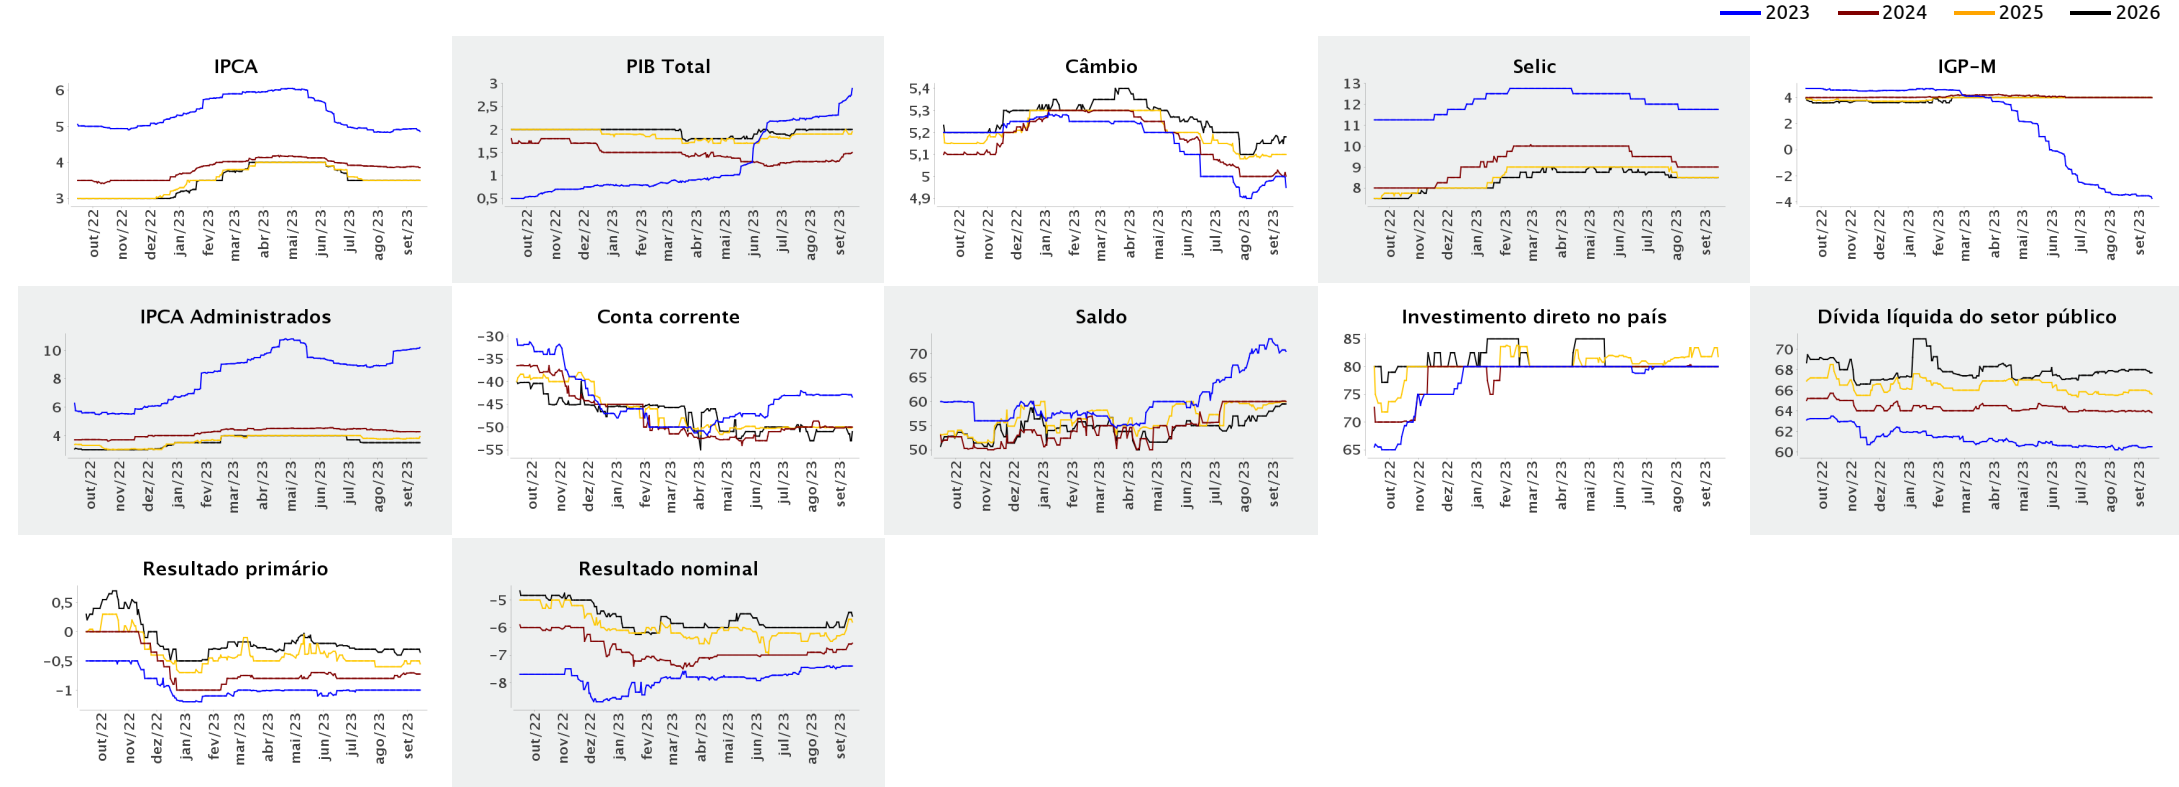 2023 2024 2025 2026
IPCA
6
5
4
3
out/22 nov/22 dez/22 jan/23 fev/23 mar/23 abr/23 mai/23 jun/23 jul/23 ago/23 set/23
PIB Total
3
2,5
2
1,5
1
0,5
out/22 nov/22 dez/22 jan/23 fev/23 mar/23 abr/23 mai/23 jun/23 jul/23 ago/23 set/23
Câmbio
5,4
5,3
5,2
5,1
5
4,9
out/22 nov/22 dez/22 jan/23 fev/23 mar/23 abr/23 mai/23 jun/23 jul/23 ago/23 set/23
Selic
13
12
11
10
9
8
out/22 nov/22 dez/22 jan/23 fev/23 mar/23 abr/23 mai/23 jun/23 jul/23 ago/23 set/23
IGP-M
4
2
0
-2
-4
out/22 nov/22 dez/22 jan/23 fev/23 mar/23 abr/23 mai/23 jun/23 jul/23 ago/23 set/23
IPCA Administrados
10
8
6
4
out/22 nov/22 dez/22 jan/23 fev/23 mar/23 abr/23 mai/23 jun/23 jul/23 ago/23 set/23
Conta corrente
-30
-35
-40
-45
-50
-55
out/22 nov/22 dez/22 jan/23 fev/23 mar/23 abr/23 mai/23 jun/23 jul/23 ago/23 set/23
Saldo
70
65
60
55
50
out/22 nov/22 dez/22 jan/23 fev/23 mar/23 abr/23 mai/23 jun/23 jul/23 ago/23 set/23
Investimento direto no país
85
80
75
70
65
out/22 nov/22 dez/22 jan/23 fev/23 mar/23 abr/23 mai/23 jun/23 jul/23 ago/23 set/23
Dívida líquida do setor público
70
68
66
64
62
60
out/22 nov/22 dez/22 jan/23 fev/23 mar/23 abr/23 mai/23 jun/23 jul/23 ago/23 set/23
Resultado primário
0,5
0
-0,5
-1
out/22 nov/22 dez/22 jan/23 fev/23 mar/23 abr/23 mai/23 jun/23 jul/23 ago/23 set/23
Resultado nominal
-5
-6
-7
-8
out/22 nov/22 dez/22 jan/23 fev/23 mar/23 abr/23 mai/23 jun/23 jul/23 ago/23 set/23